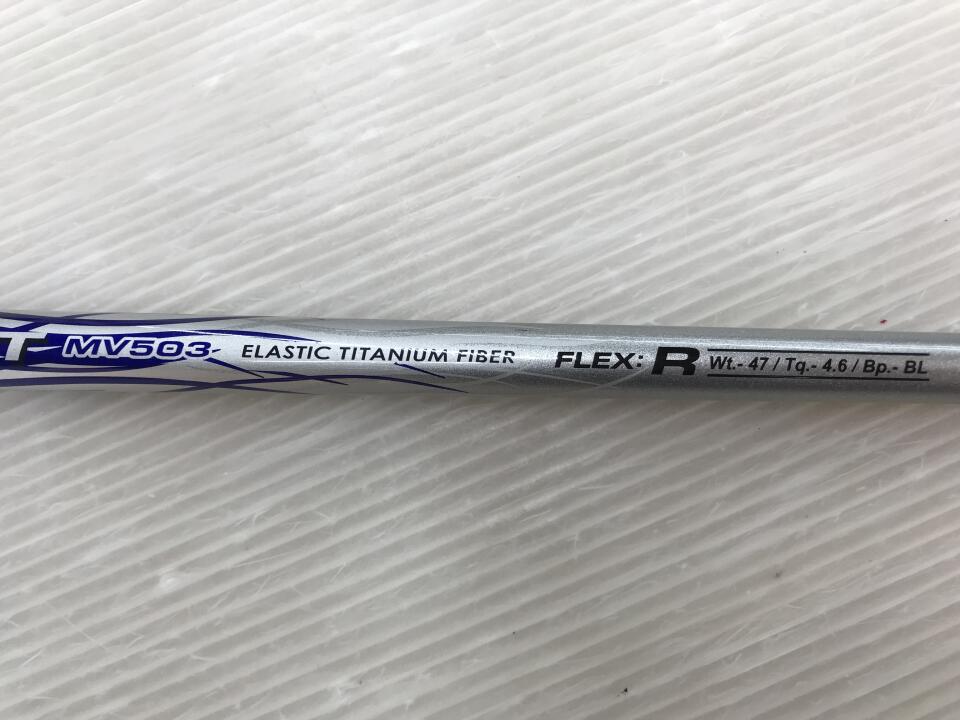 T MV503 ELASTIC TITANIUM FIBER FLEX: R Wt.- 47 / Tq.- 4.6 / Bp.- BL